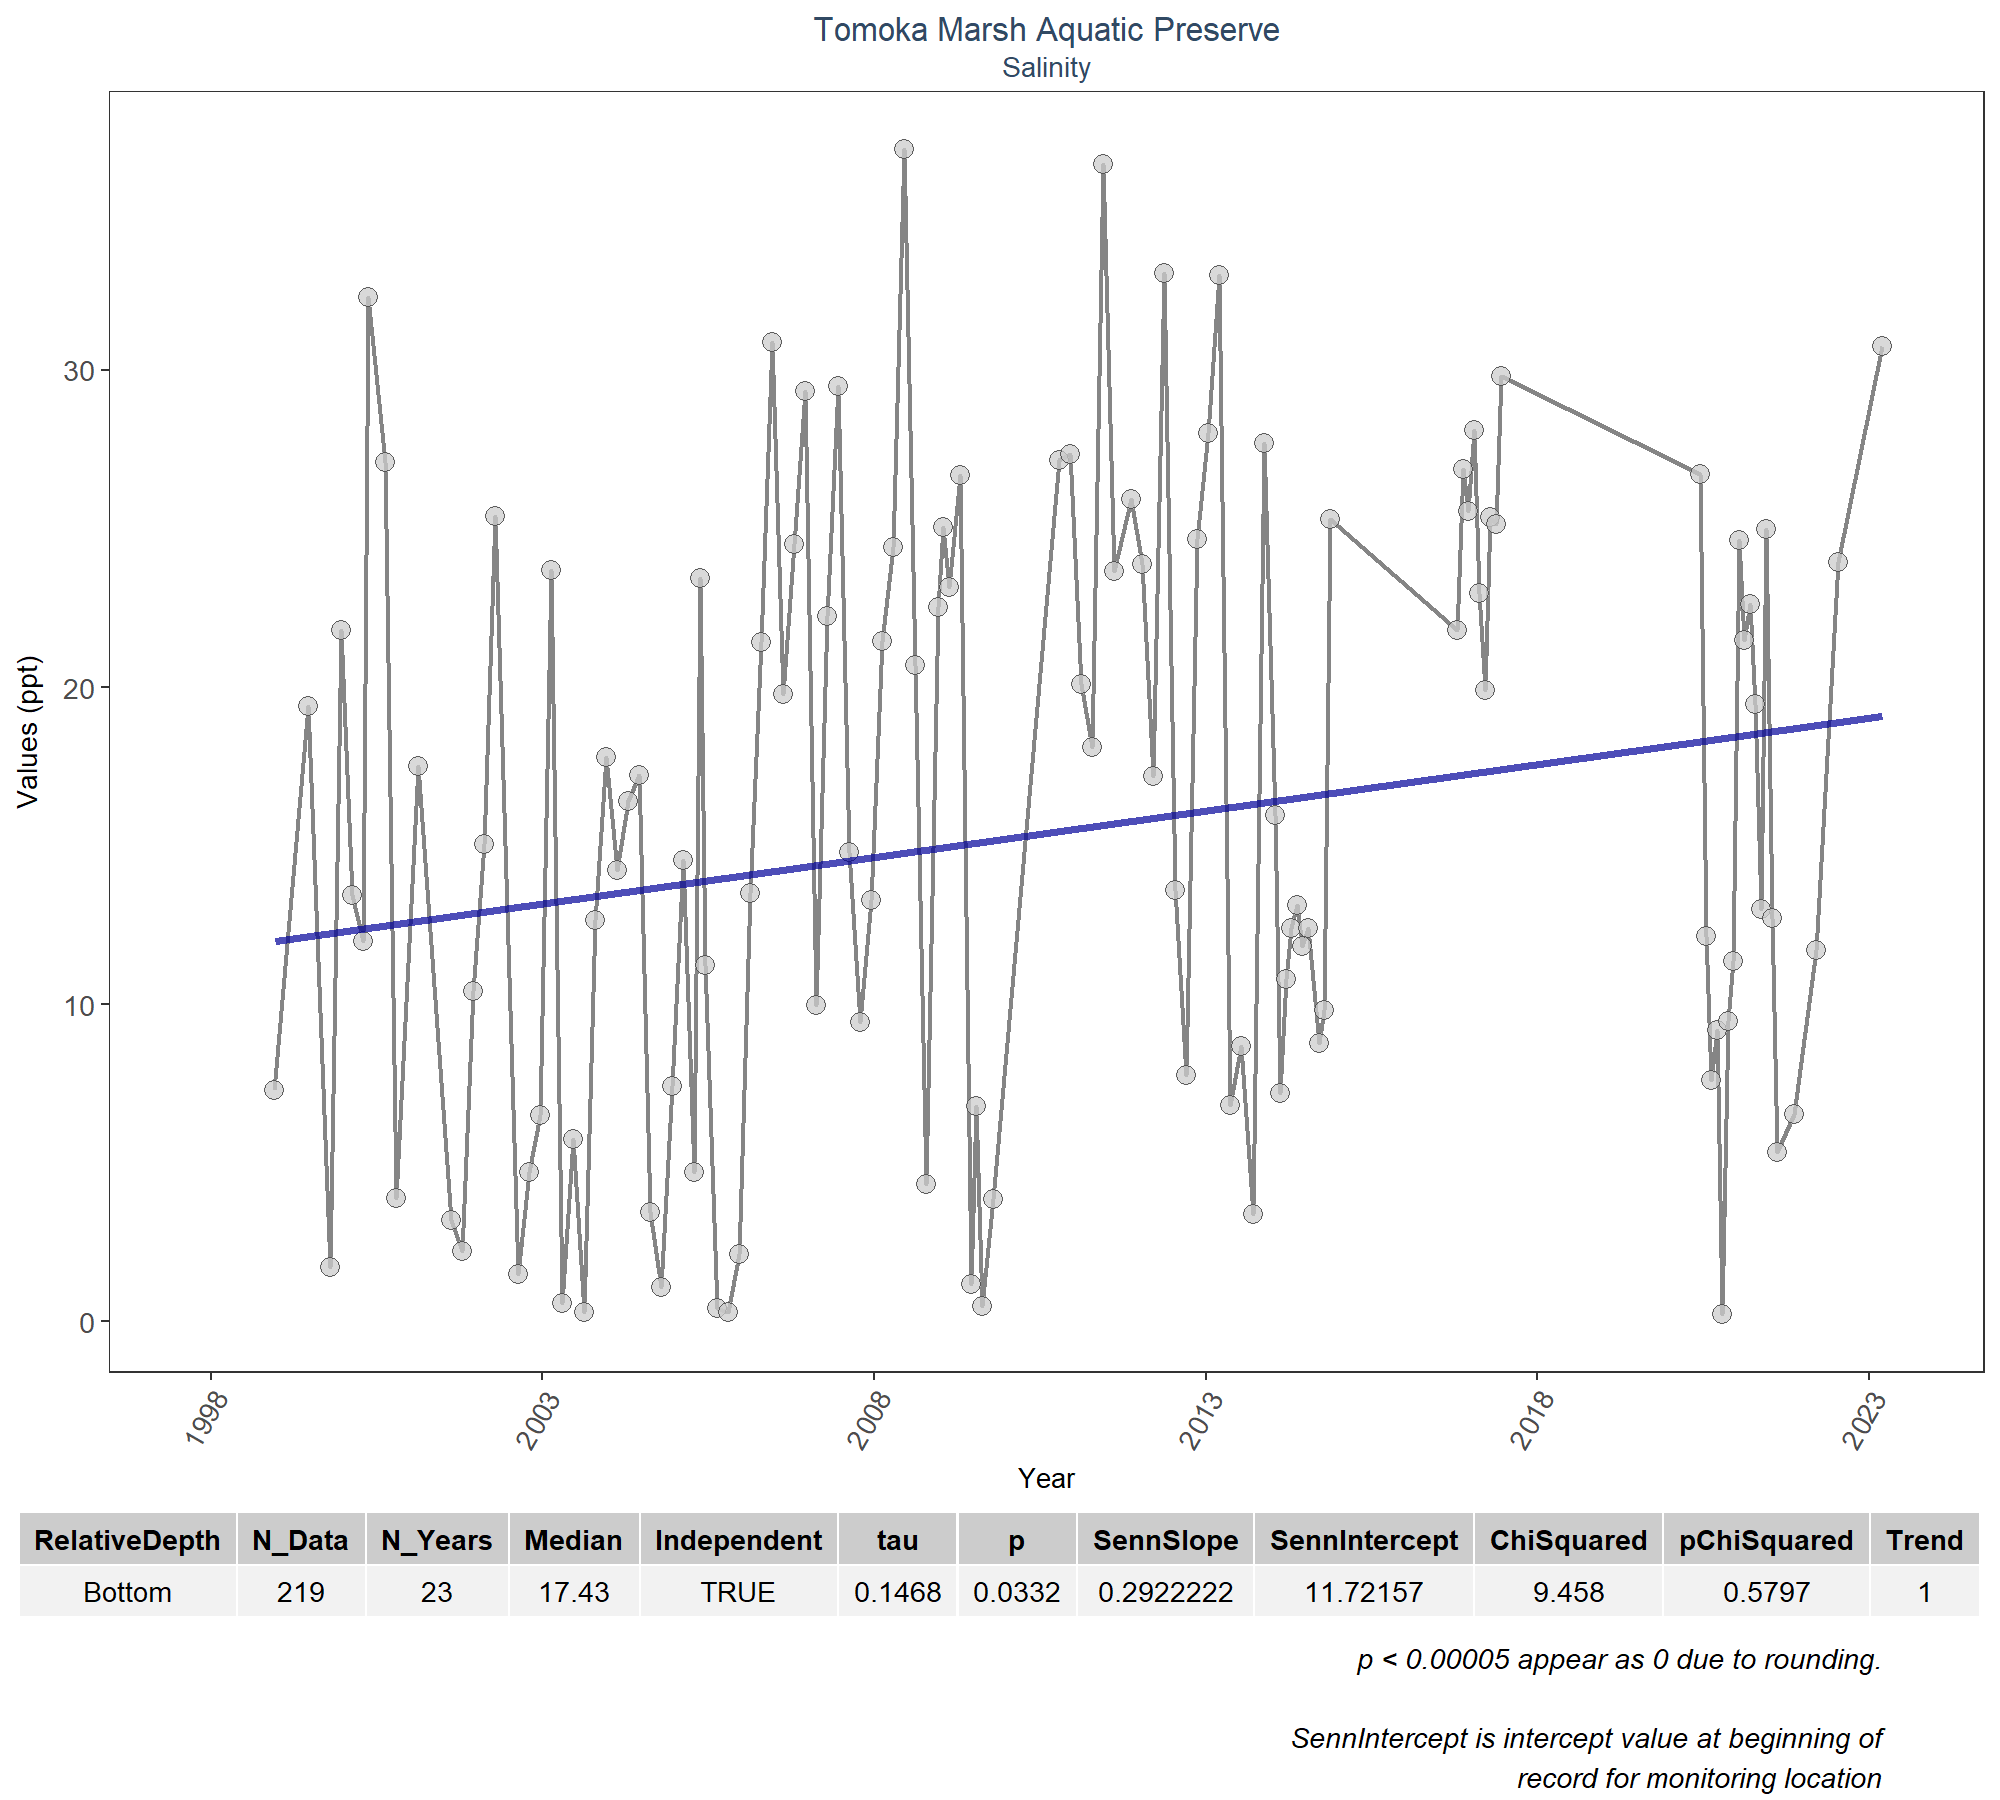 Tomoka Marsh Aquatic Preserve
Salinity
Values (ppt)
30
20
10
0
1998
2003
2008
2013
2018
2023
Year
RelativeDepth N_Data N_Years Median Independent tau p SennSlope SennIntercept ChiSquared pChiSquared Trend
Bottom 219 23 17.43 TRUE 0.1468 0.0332 0.2922222 11.72157 9.458 0.5797 1
p < 0.00005 appear as 0 due to rounding.
SennIntercept is intercept value at beginning of
record for monitoring location